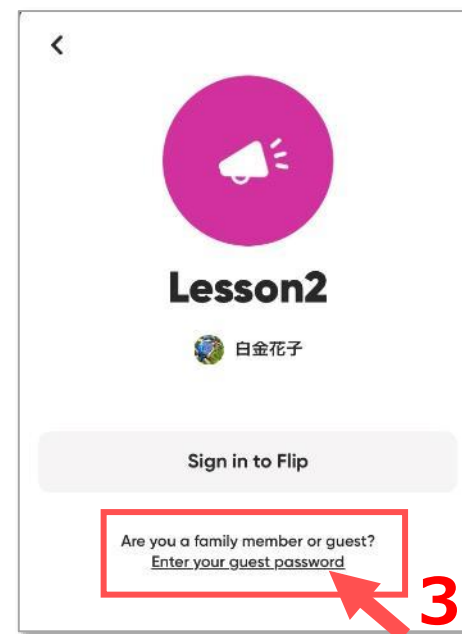 Lesson2
白金花子
Sign in to Flip
Are you a family member or guest?
Enter your guest password
3